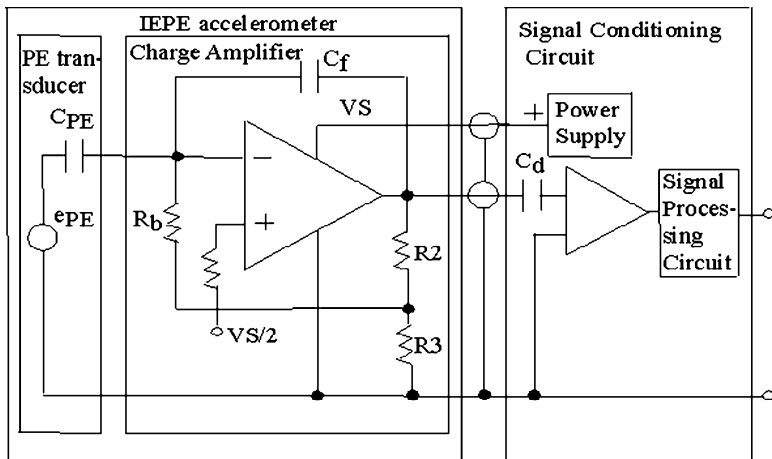 IEPE accelerometer
Charge Amplifier
PE tran-
sducer
CPE
ePE
Cf
VS
−
+
Rb
VS/2
R2
R3
Signal Conditioning
Circuit
+
Power
Supply
Cd
Signal
Proces-
sing
Circuit